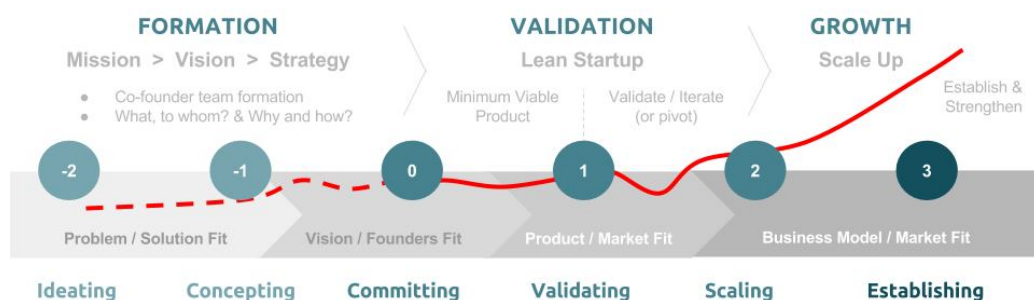 FORMATION
Mission > Vision > Strategy
● Co-founder team formation
● What, to whom? & Why and how?
VALIDATION
Lean Startup
Minimum Viable
Product
Validate / Iterate
(or pivot)
GROWTH
Scale Up
Establish &
Strengthen
-2
-1
0
1
2
3
Problem / Solution Fit
Vision / Founders Fit
Product / Market Fit
Business Model / Market Fit
Ideating
Concepting
Committing
Validating
Scaling
Establishing